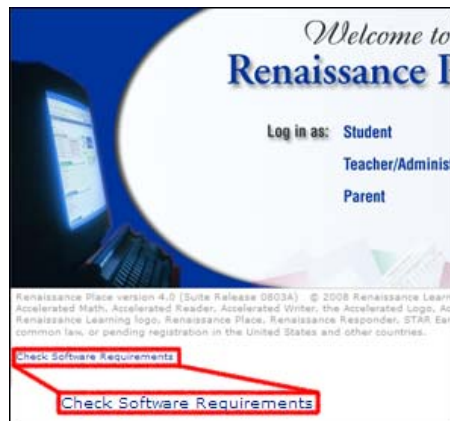 Welcome to
Renaissance P
Log in as: Student
Teacher/Adminis
Parent
Renaissance Place version 4.0 (Suite Release 0803A) © 2008 Renaissance Lear
Accelerated Math, Accelerated Reader, Accelerated Writer, the Accelerated Logo, Ac
Renaissance Learning logo, Renaissance Place, Renaissance Responder, STAR Ear
common law, or pending registration in the United States and other countries.
Check Software Requirements
Check Software Requirements